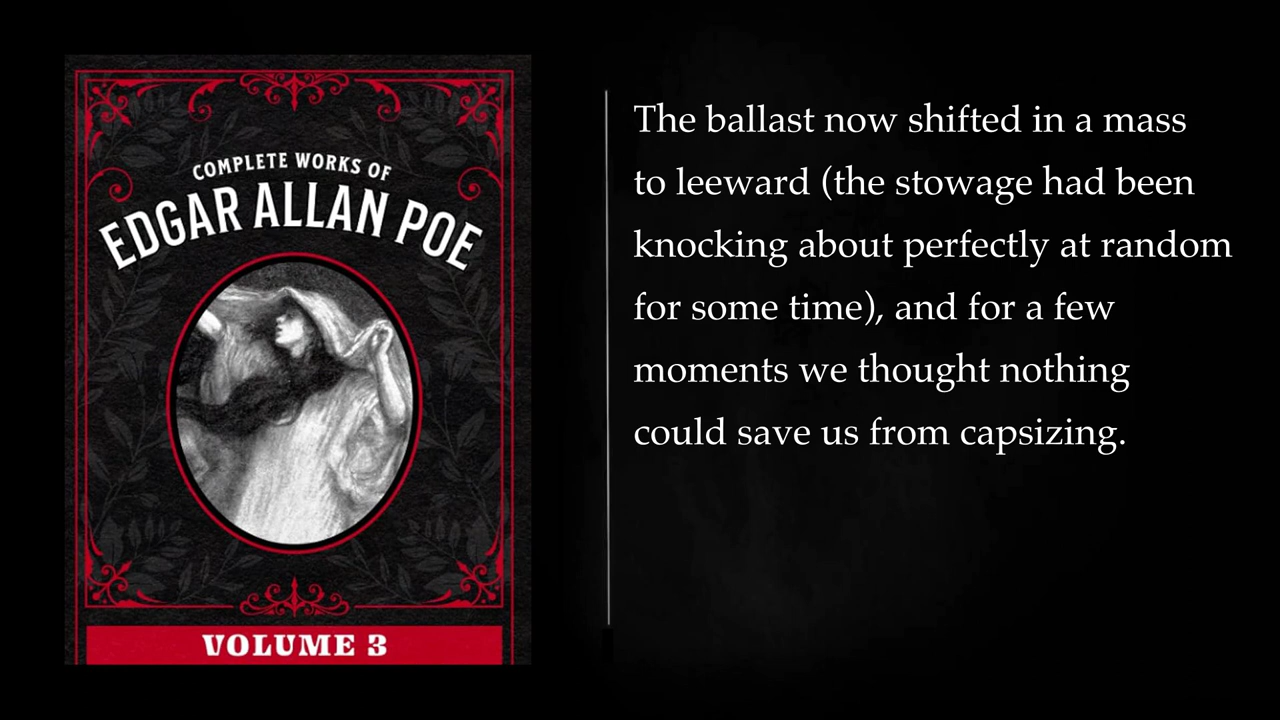 COMPLETE WORKS OF
EDGAR ALLAN POE
VOLUME 3
The ballast now shifted in a mass
to leeward (the stowage had been
knocking about perfectly at random
for some time), and for a few
moments we thought nothing
could save us from capsizing.